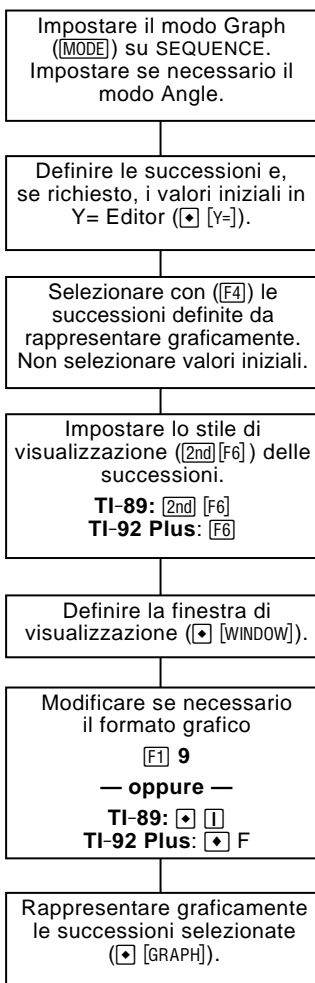 Impostare il modo Graph
([MODE]) su SEQUENCE.
Impostare se necessario il
modo Angle.
Definire le successioni e,
se richiesto, i valori iniziali in
Y= Editor (◆ [Y=]).
Selezionare con ([F4]) le
successioni definite da
rappresentare graficamente.
Non selezionare valori iniziali.
Impostare lo stile di
visualizzazione ([2nd] [F6]) delle
successioni.
TI-89: [2nd] [F6]
TI-92 Plus: [F6]
Definire la finestra di
visualizzazione (◆ [WINDOW]).
Modificare se necessario
il formato grafico
[F1] 9
— oppure —
TI-89: ◆ [|]
TI-92 Plus: ◆ F
Rappresentare graficamente
le successioni selezionate
(◆ [GRAPH]).